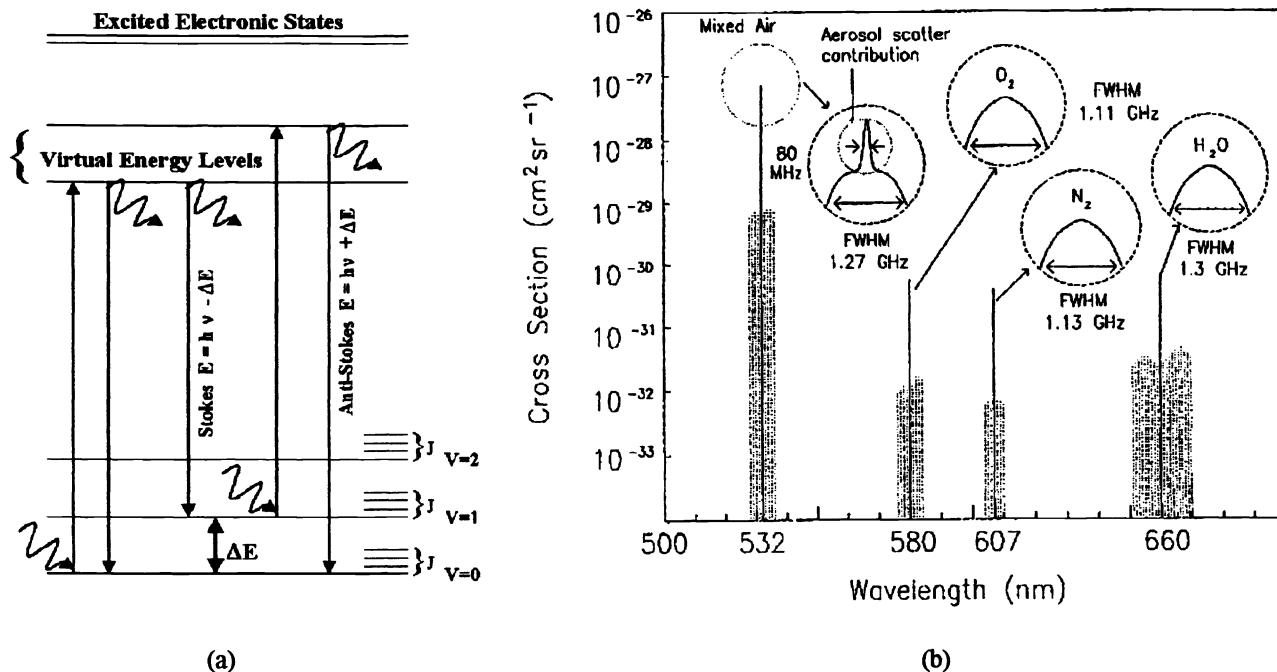 Excited Electronic States
{
Virtual Energy Levels
Stokes E = h ν - ΔE
Anti-Stokes E = hν + ΔE
} J V=2
} J V=1
} J V=0
ΔE
(a)
Cross Section (cm² sr⁻¹)
10⁻²⁶
10⁻²⁷
10⁻²⁸
10⁻²⁹
10⁻³⁰
10⁻³¹
10⁻³²
10⁻³³
Mixed Air
Aerosol scatter
contribution
80
MHz
FWHM
1.27 GHz
O₂
FWHM
1.11 GHz
N₂
FWHM
1.13 GHz
H₂O
FWHM
1.3 GHz
500 532 580 607 660
Wavelength (nm)
(b)